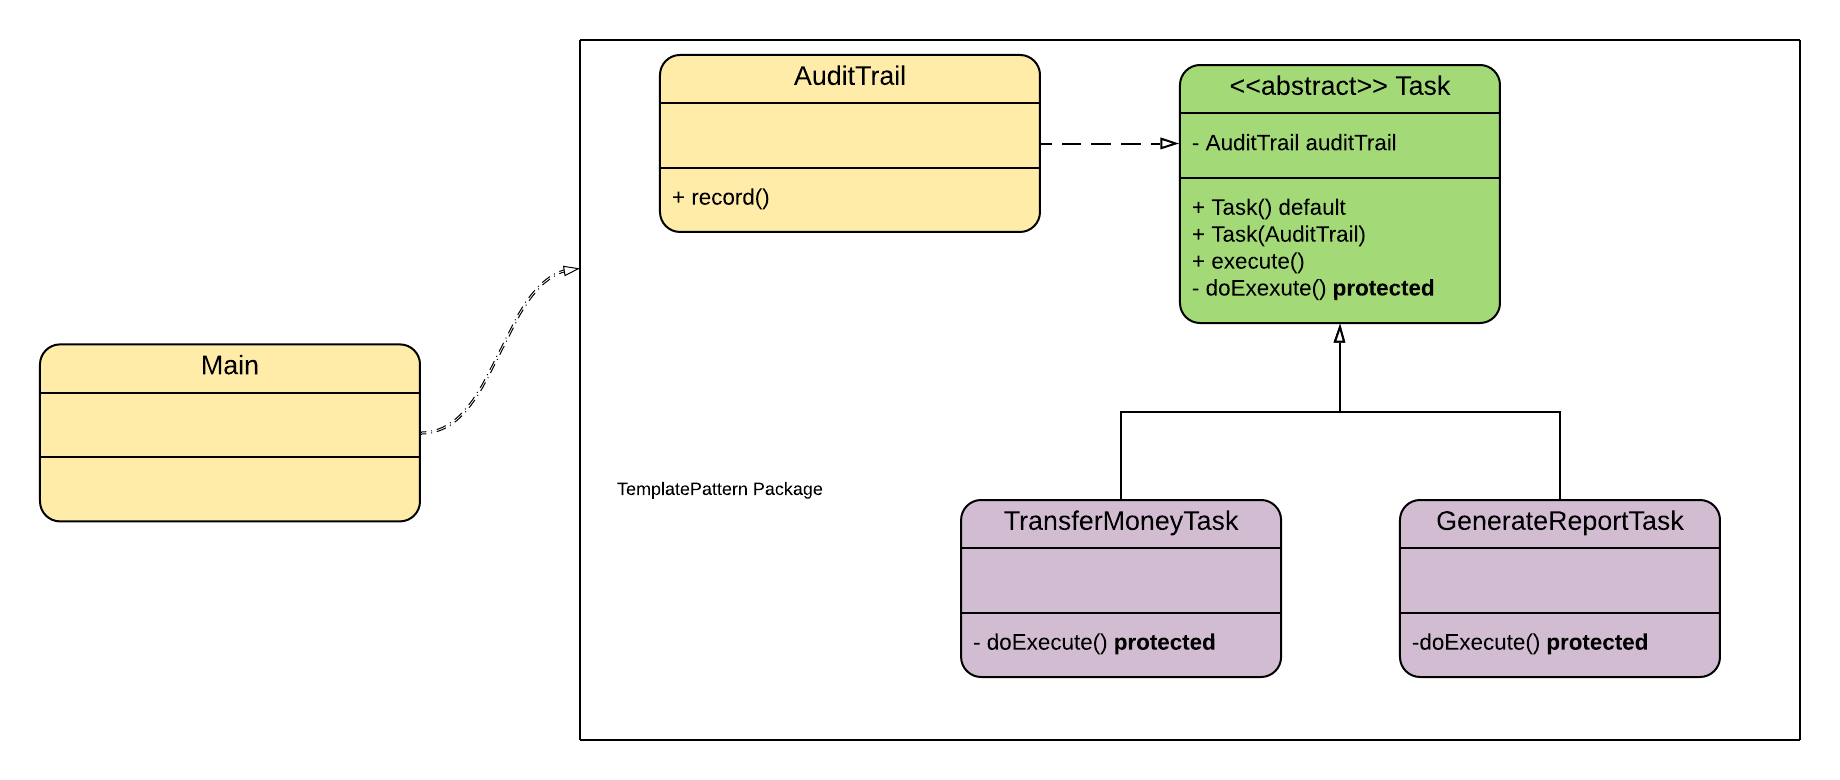 AuditTrail
+ record()
<<abstract>> Task
- AuditTrail auditTrail
+ Task() default
+ Task(AuditTrail)
+ execute()
- doExexute() protected
Main
TemplatePattern Package
TransferMoneyTask
- doExecute() protected
GenerateReportTask
-doExecute() protected